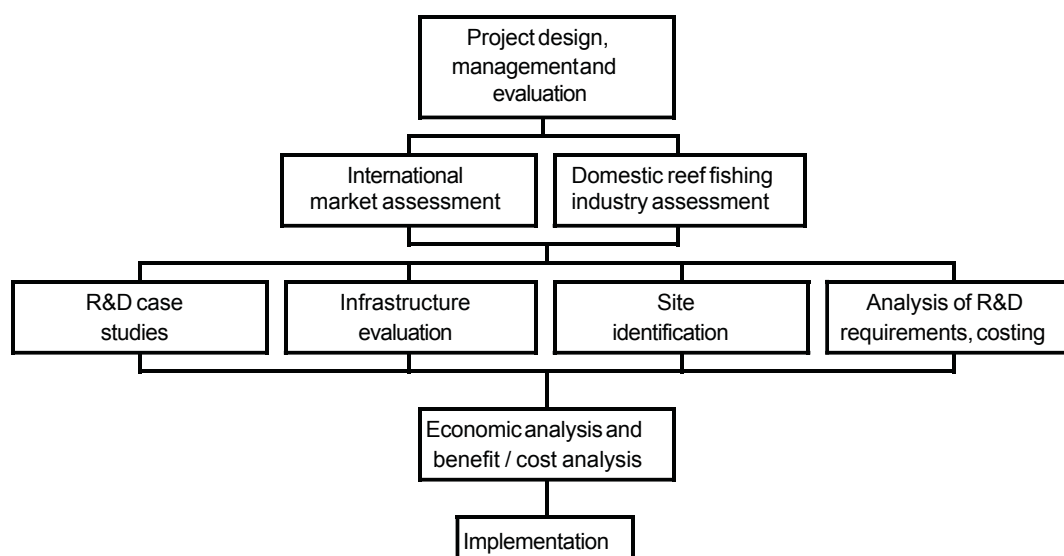 Project design,
management and
evaluation
International
market assessment
Domestic reef fishing
industry assessment
R&D case
studies
Infrastructure
evaluation
Site
identification
Analysis of R&D
requirements, costing
Economic analysis and
benefit / cost analysis
Implementation